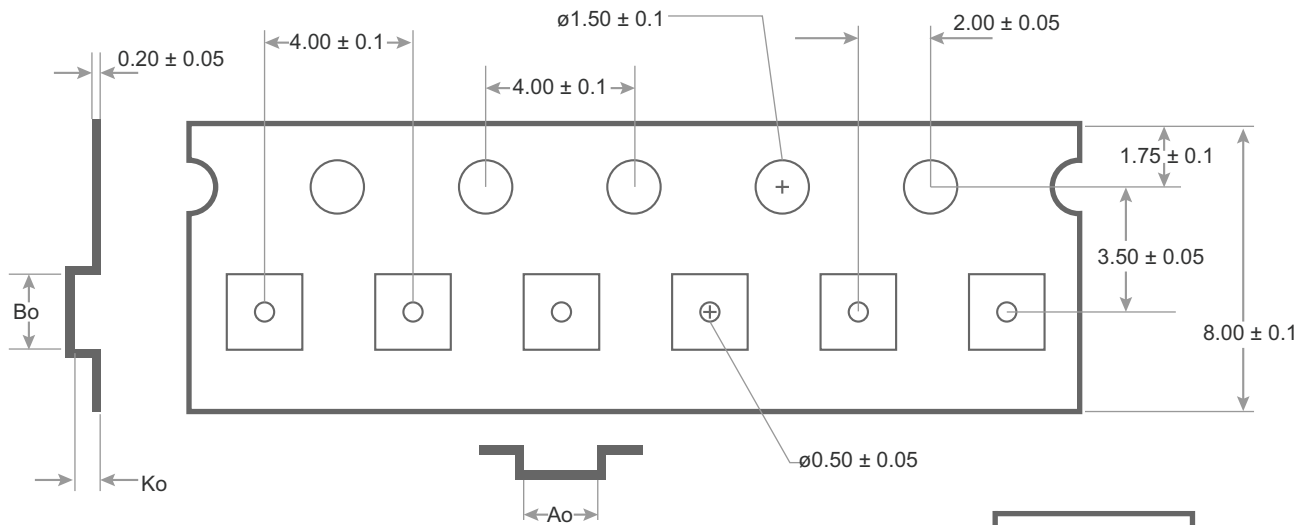 ø1.50 ± 0.1
2.00 ± 0.05
4.00 ± 0.1
0.20 ± 0.05
4.00 ± 0.1
1.75 ± 0.1
3.50 ± 0.05
Bo
8.00 ± 0.1
ø0.50 ± 0.05
Ko
Ao